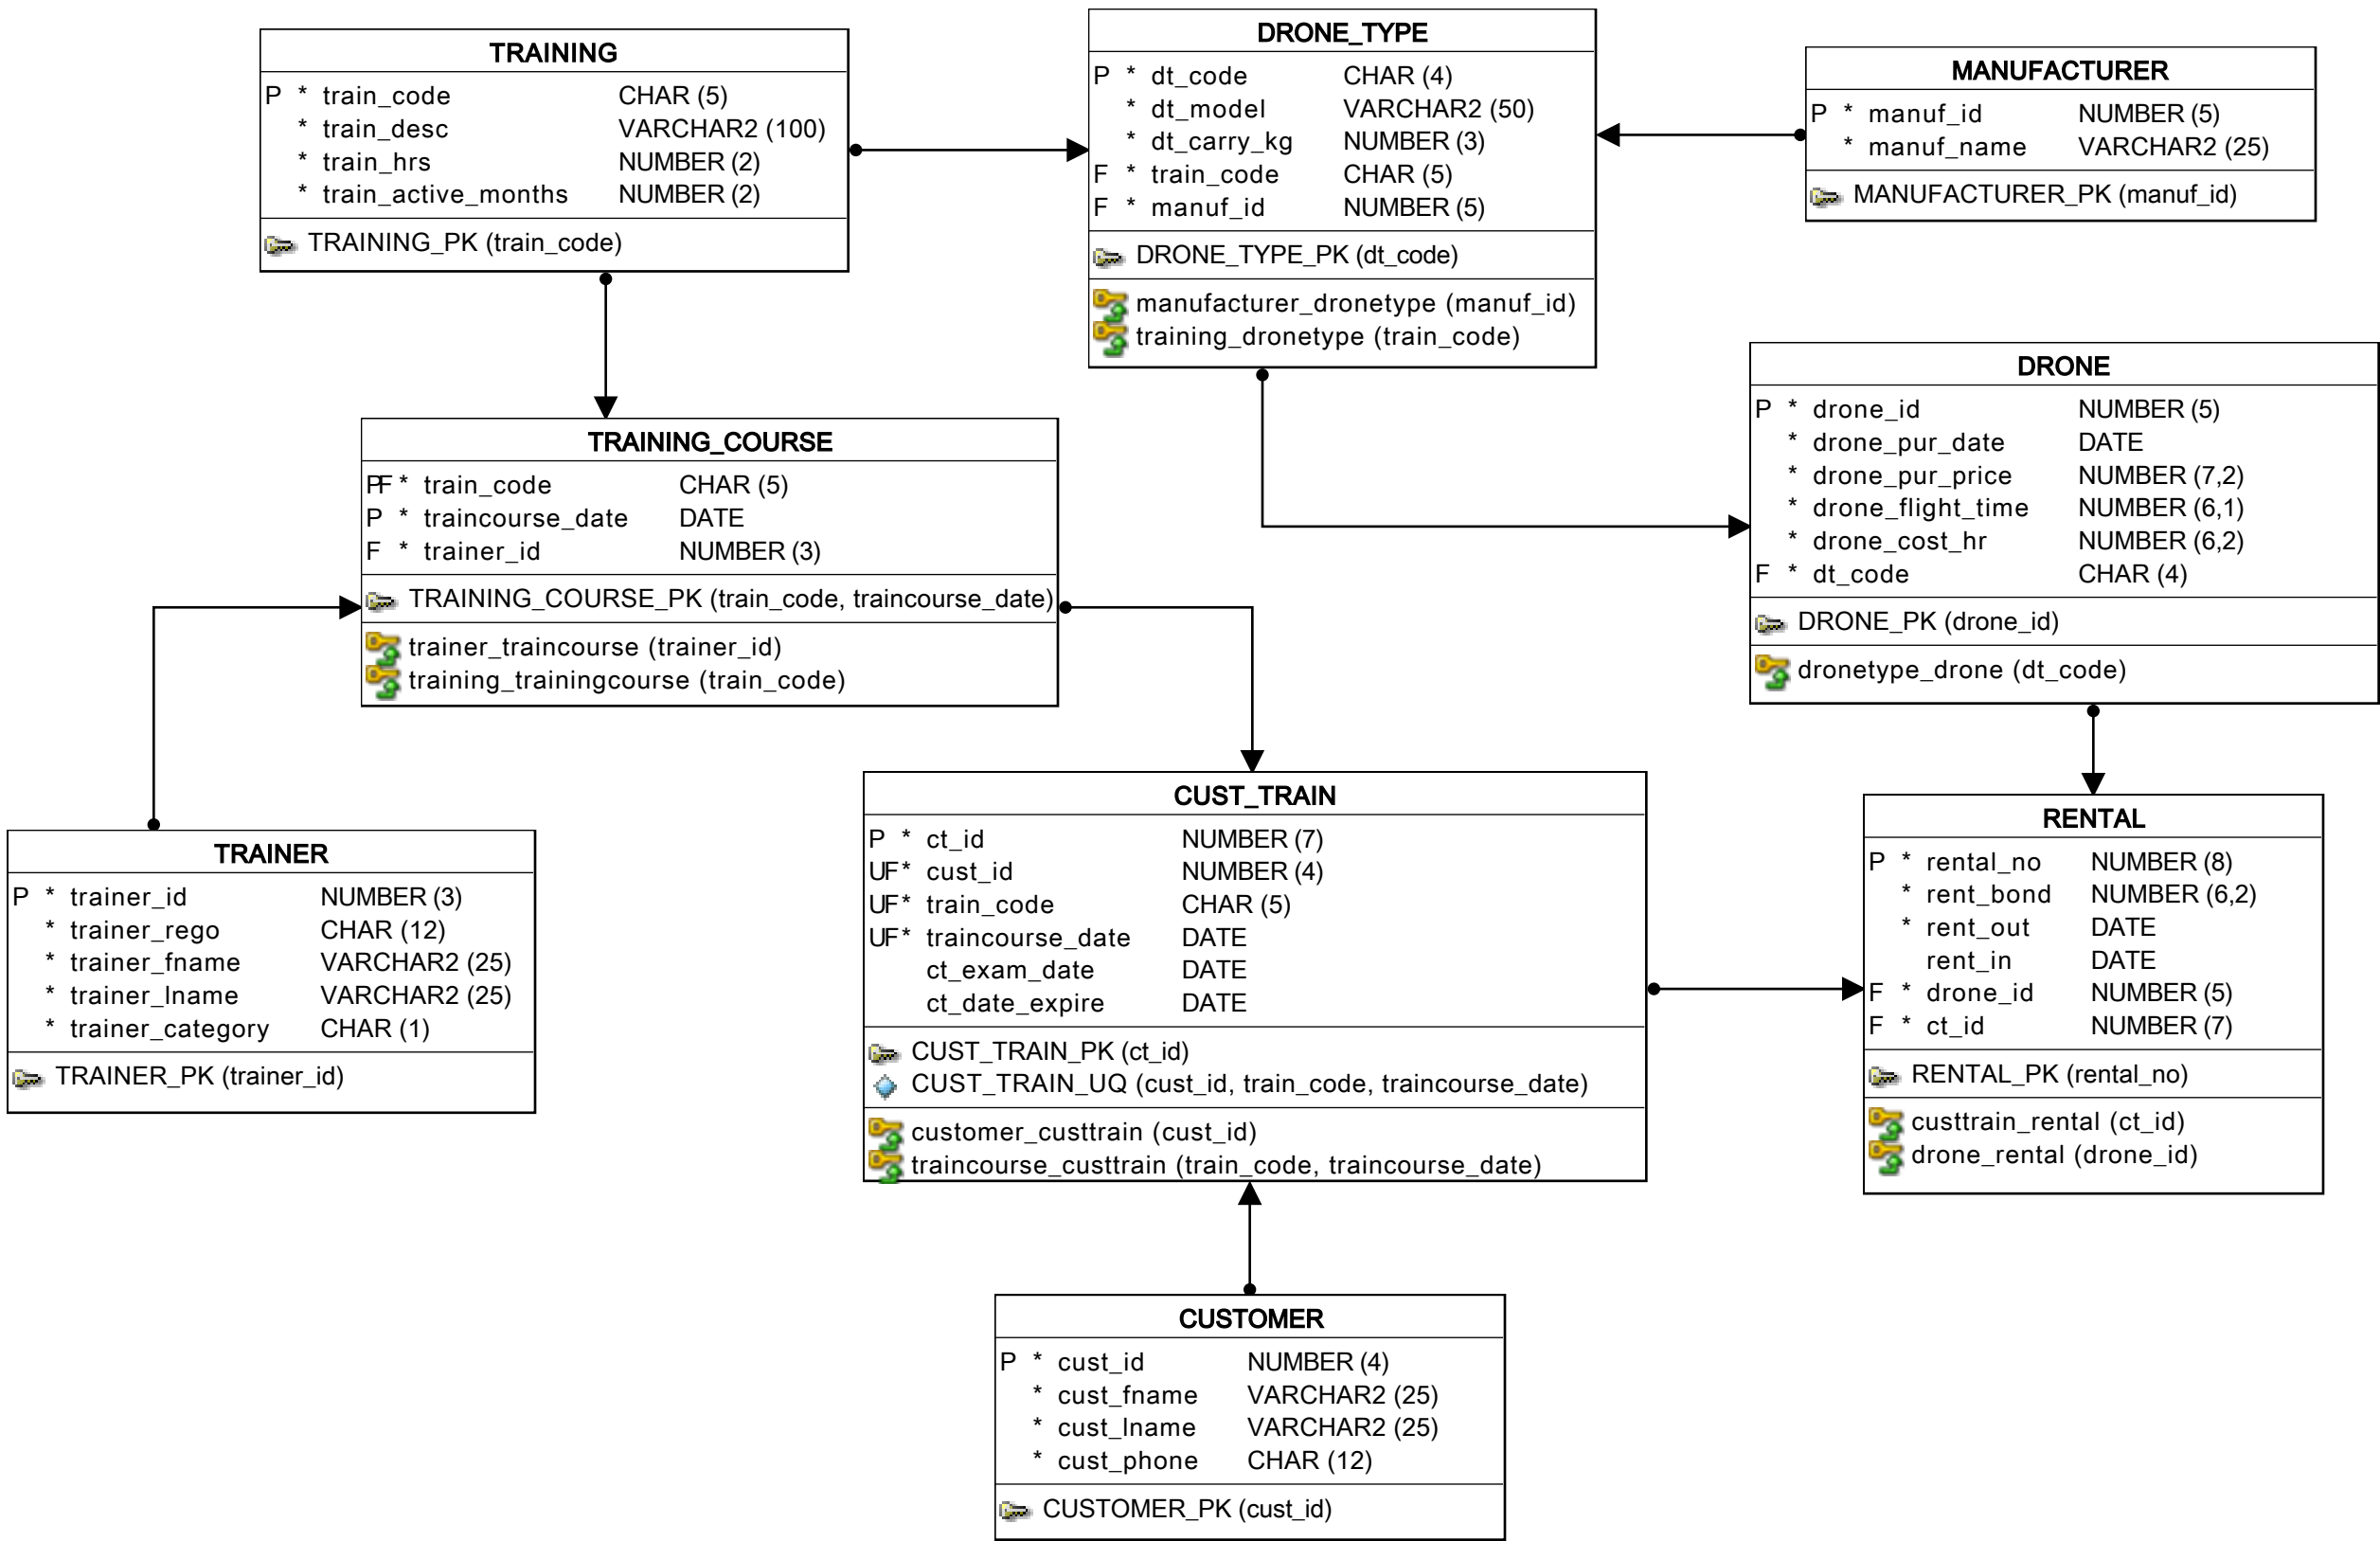 TRAINING
P * train_code CHAR (5)
* train_desc VARCHAR2 (100)
* train_hrs NUMBER (2)
* train_active_months NUMBER (2)
TRAINING_PK (train_code)
DRONE_TYPE
P * dt_code CHAR (4)
* dt_model VARCHAR2 (50)
* dt_carry_kg NUMBER (3)
F * train_code CHAR (5)
F * manuf_id NUMBER (5)
DRONE_TYPE_PK (dt_code)
manufacturer_dronetype (manuf_id)
training_dronetype (train_code)
MANUFACTURER
P * manuf_id NUMBER (5)
* manuf_name VARCHAR2 (25)
MANUFACTURER_PK (manuf_id)
DRONE
P * drone_id NUMBER (5)
* drone_pur_date DATE
* drone_pur_price NUMBER (7,2)
* drone_flight_time NUMBER (6,1)
* drone_cost_hr NUMBER (6,2)
F * dt_code CHAR (4)
DRONE_PK (drone_id)
dronetype_drone (dt_code)
TRAINING_COURSE
PF * train_code CHAR (5)
P * traincourse_date DATE
F * trainer_id NUMBER (3)
TRAINING_COURSE_PK (train_code, traincourse_date)
trainer_traincourse (trainer_id)
training_trainingcourse (train_code)
TRAINER
P * trainer_id NUMBER (3)
* trainer_rego CHAR (12)
* trainer_fname VARCHAR2 (25)
* trainer_lname VARCHAR2 (25)
* trainer_category CHAR (1)
TRAINER_PK (trainer_id)
CUST_TRAIN
P * ct_id NUMBER (7)
UF * cust_id NUMBER (4)
UF * train_code CHAR (5)
UF * traincourse_date DATE
ct_exam_date DATE
ct_date_expire DATE
CUST_TRAIN_PK (ct_id)
CUST_TRAIN_UQ (cust_id, train_code, traincourse_date)
customer_custtrain (cust_id)
traincourse_custtrain (train_code, traincourse_date)
RENTAL
P * rental_no NUMBER (8)
* rent_bond NUMBER (6,2)
* rent_out DATE
rent_in DATE
F * drone_id NUMBER (5)
F * ct_id NUMBER (7)
RENTAL_PK (rental_no)
custtrain_rental (ct_id)
drone_rental (drone_id)
CUSTOMER
P * cust_id NUMBER (4)
* cust_fname VARCHAR2 (25)
* cust_lname VARCHAR2 (25)
* cust_phone CHAR (12)
CUSTOMER_PK (cust_id)